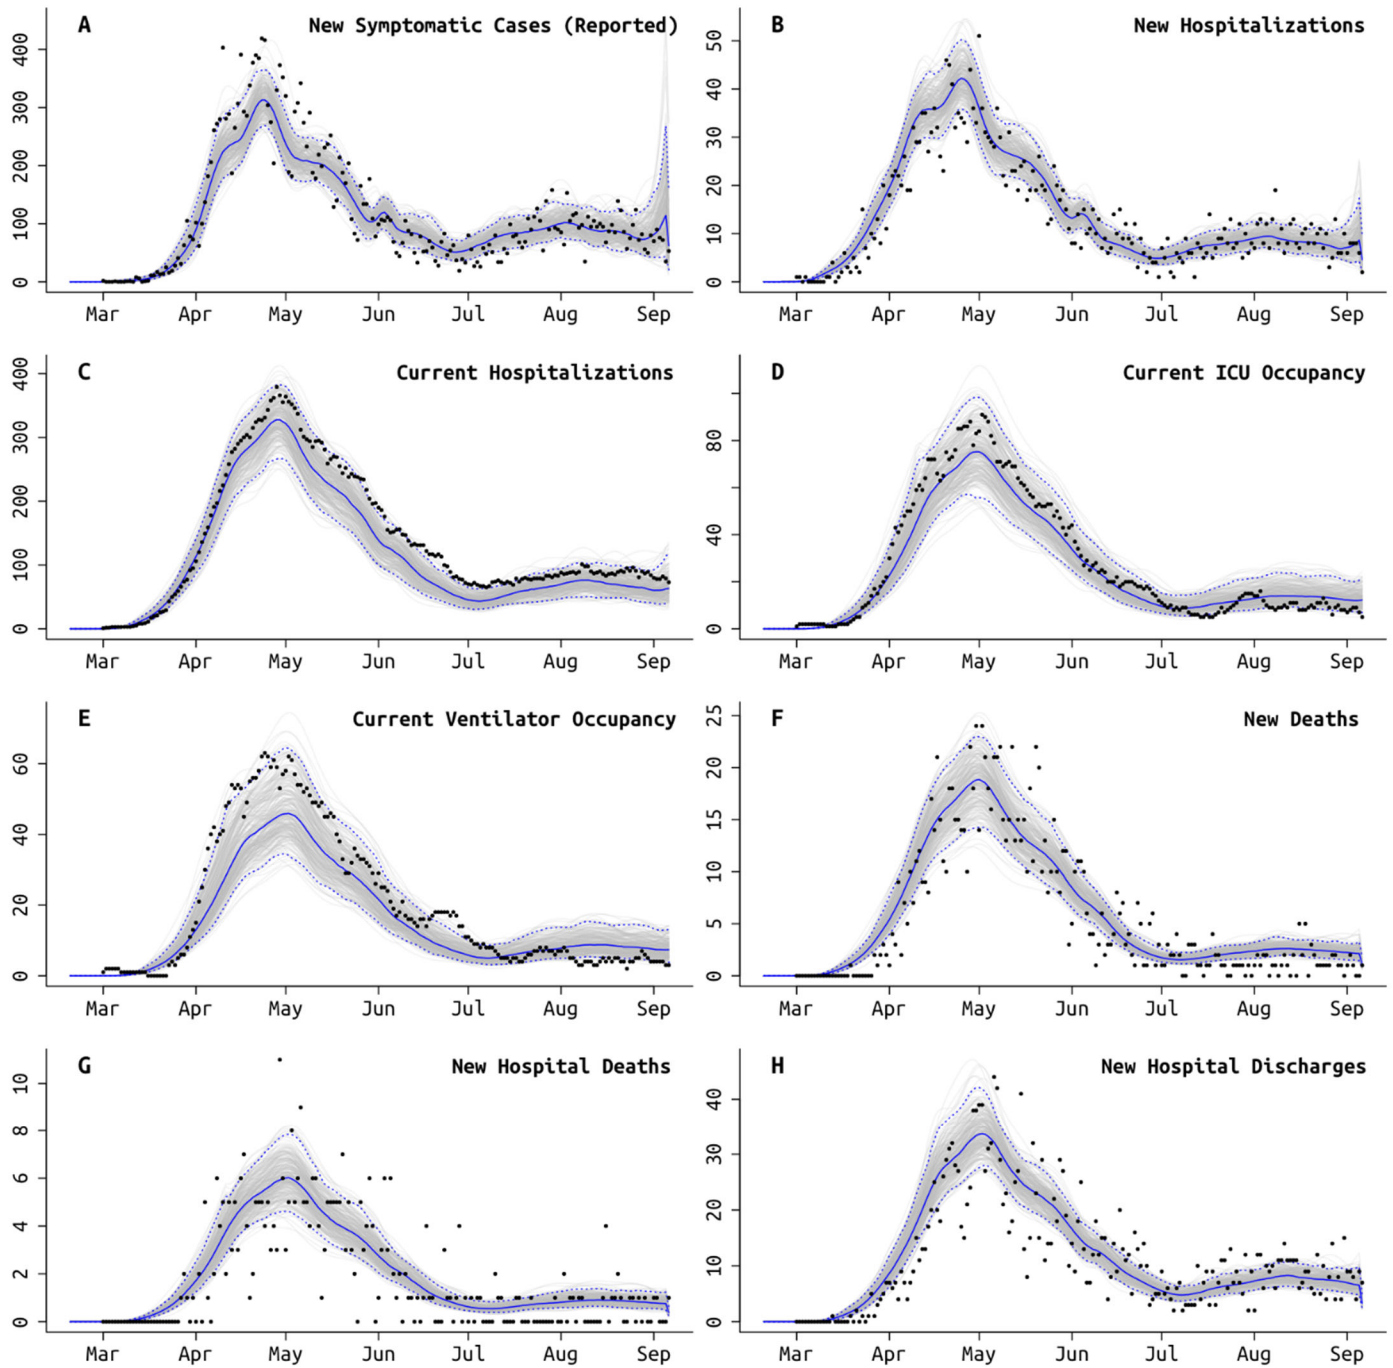 A New Symptomatic Cases (Reported)
400
300
200
100
0
Mar Apr May Jun Jul Aug Sep
B New Hospitalizations
50
40
30
20
10
0
Mar Apr May Jun Jul Aug Sep
C Current Hospitalizations
400
300
200
100
0
Mar Apr May Jun Jul Aug Sep
D Current ICU Occupancy
80
40
0
Mar Apr May Jun Jul Aug Sep
E Current Ventilator Occupancy
60
40
20
0
Mar Apr May Jun Jul Aug Sep
F New Deaths
25
20
15
10
5
0
Mar Apr May Jun Jul Aug Sep
G New Hospital Deaths
10
8
6
4
2
0
Mar Apr May Jun Jul Aug Sep
H New Hospital Discharges
40
30
20
10
0
Mar Apr May Jun Jul Aug Sep